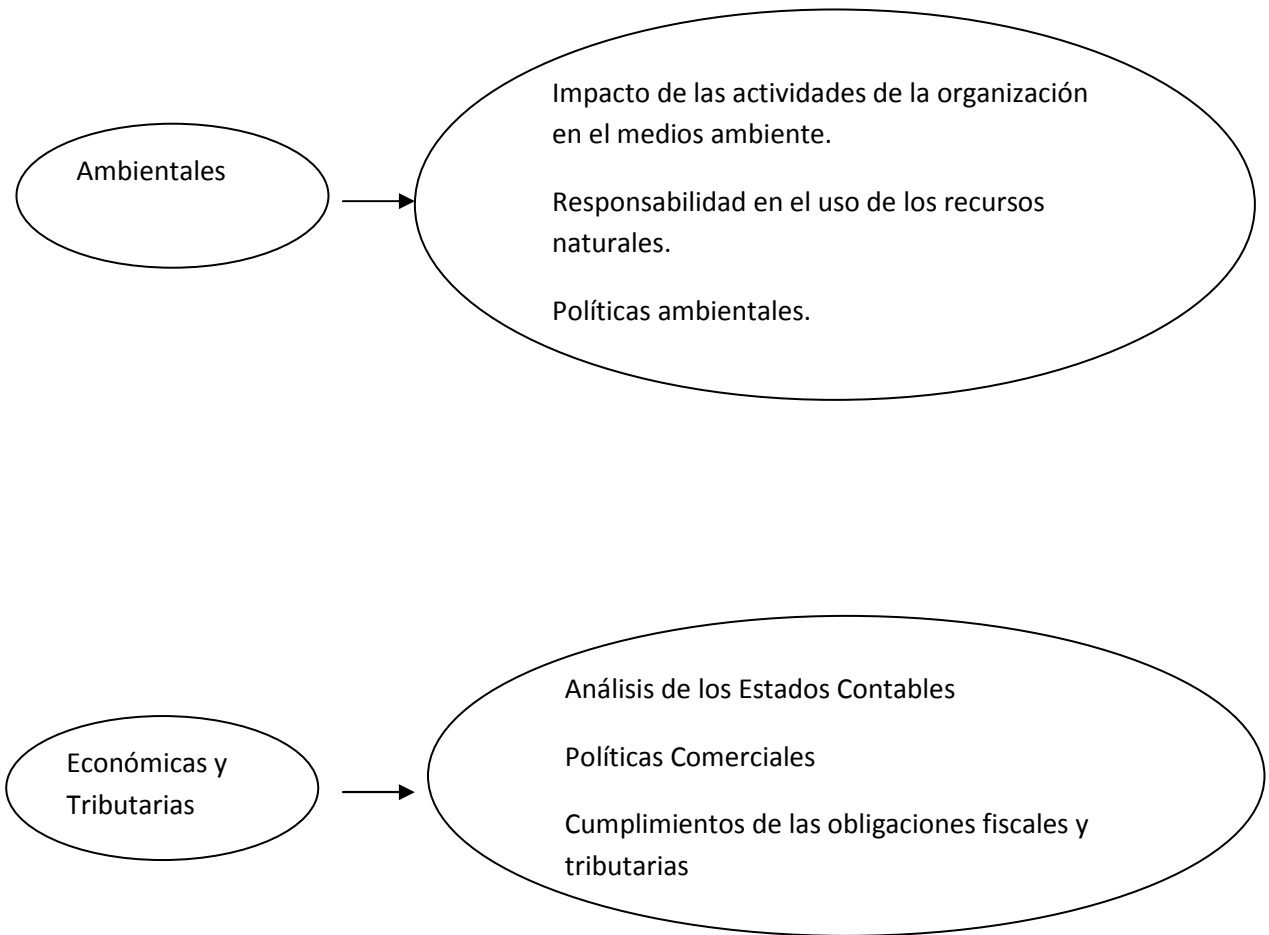 Ambientales
Impacto de las actividades de la organización
en el medios ambiente.
Responsabilidad en el uso de los recursos
naturales.
Políticas ambientales.
Económicas y
Tributarias
Análisis de los Estados Contables
Políticas Comerciales
Cumplimientos de las obligaciones fiscales y
tributarias